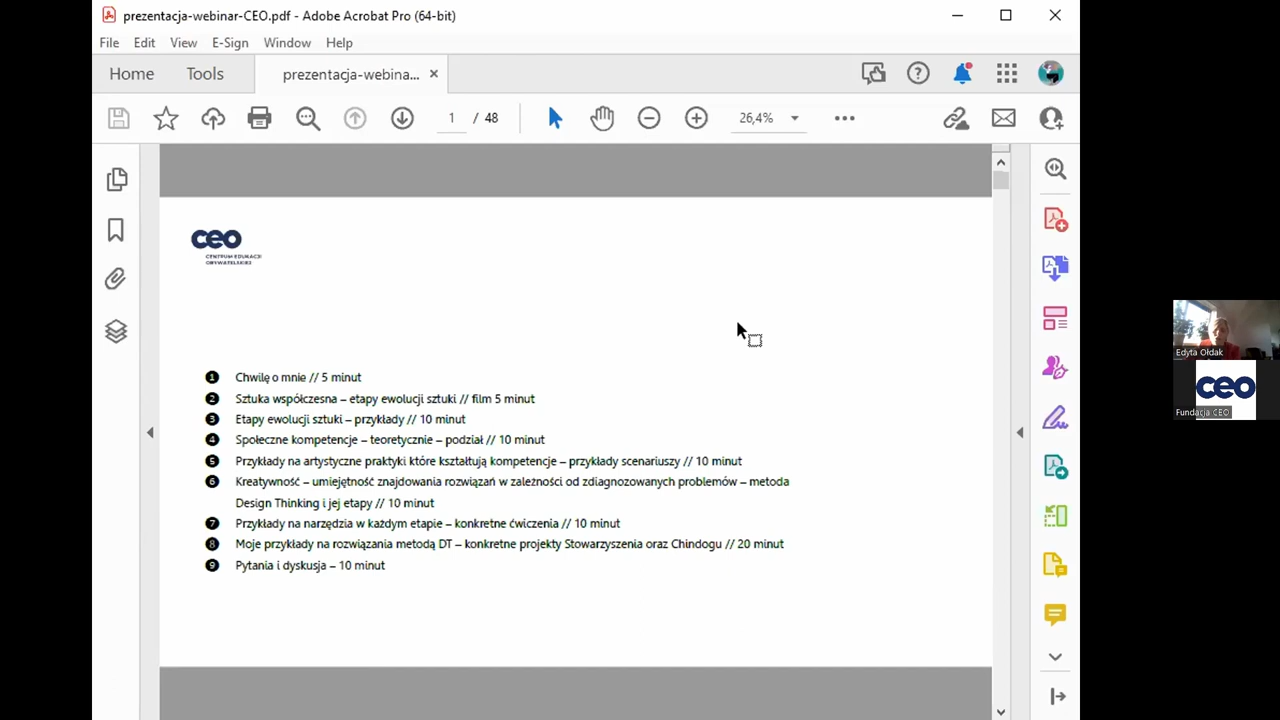 prezentacja-webinar-CEO.pdf - Adobe Acrobat Pro (64-bit)
File Edit View E-Sign Window Help
Home Tools prezentacja-webina... ×
1 / 48 26,4%
ceo
CENTRUM EDUKACJI
OBYWATELSKIEJ
1 Chwilę o mnie // 5 minut
2 Sztuka współczesna – etapy ewolucji sztuki // film 5 minut
3 Etapy ewolucji sztuki – przykłady // 10 minut
4 Społeczne kompetencje – teoretycznie – podział // 10 minut
5 Przykłady na artystyczne praktyki które kształtują kompetencje – przykłady scenariuszy // 10 minut
6 Kreatywność – umiejętność znajdowania rozwiązań w zależności od zdiagnozowanych problemów – metoda
Design Thinking i jej etapy // 10 minut
7 Przykłady na narzędzia w każdym etapie – konkretne ćwiczenia // 10 minut
8 Moje przykłady na rozwiązania metodą DT – konkretne projekty Stowarzyszenia oraz Chindogu // 20 minut
9 Pytania i dyskusja – 10 minut
Edyta Ołdak
ceo
Fundacja CEO